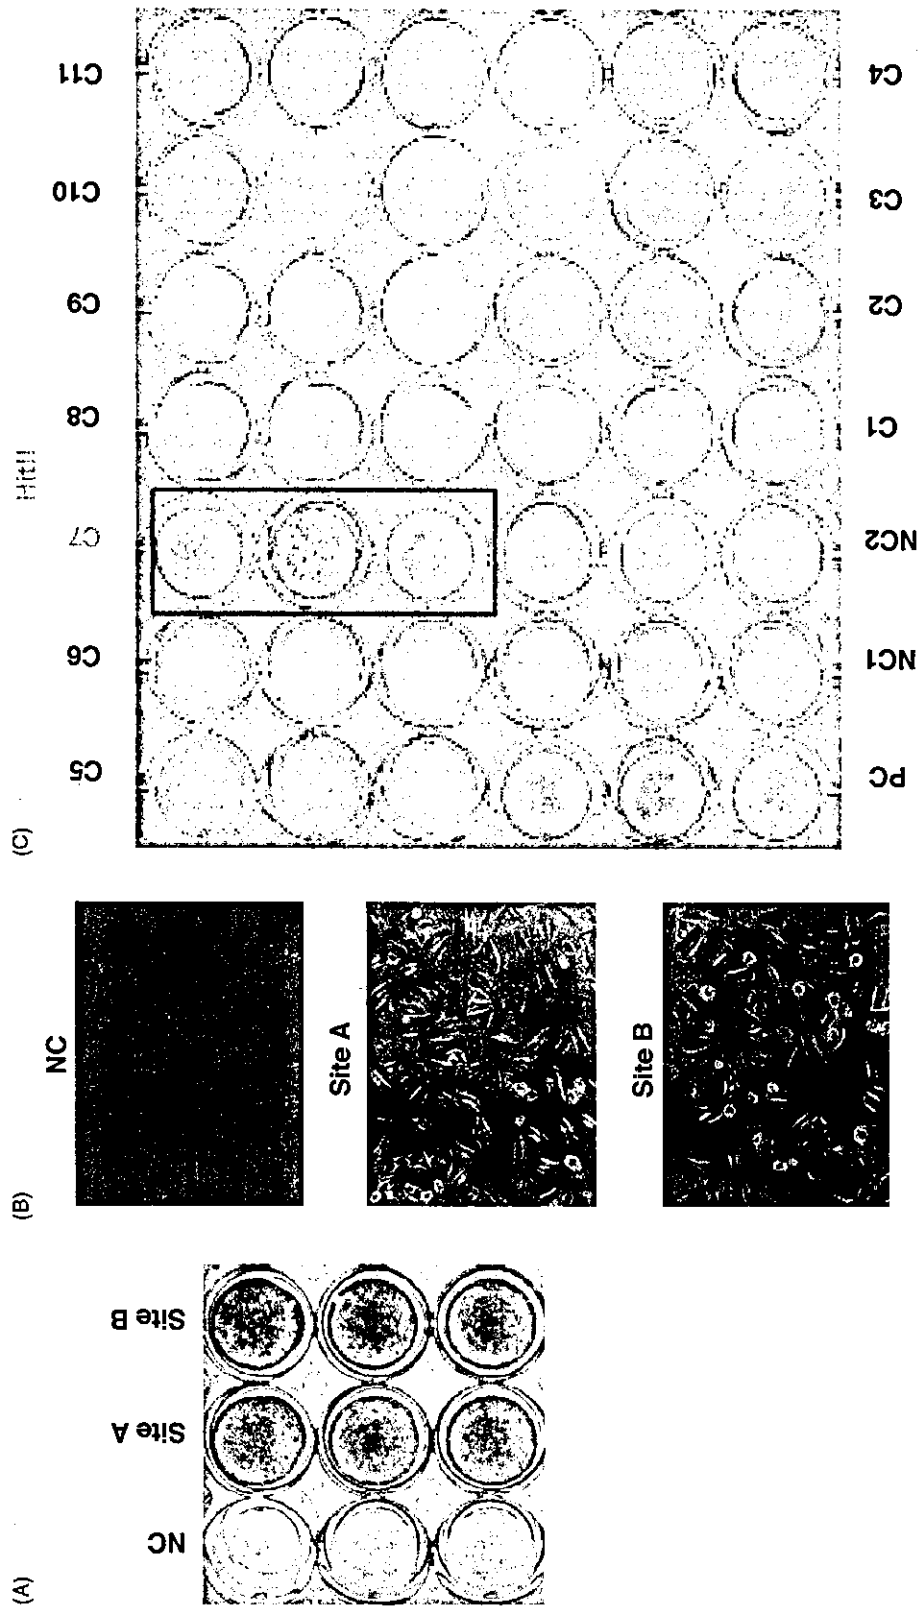 (A)
NC
Site A
Site B
(B)
NC
Site A
Site B
(C)
Hit!!
C5 C6 C7 C8 C9 C10 C11
PC NC1 NC2 C1 C2 C3 C4